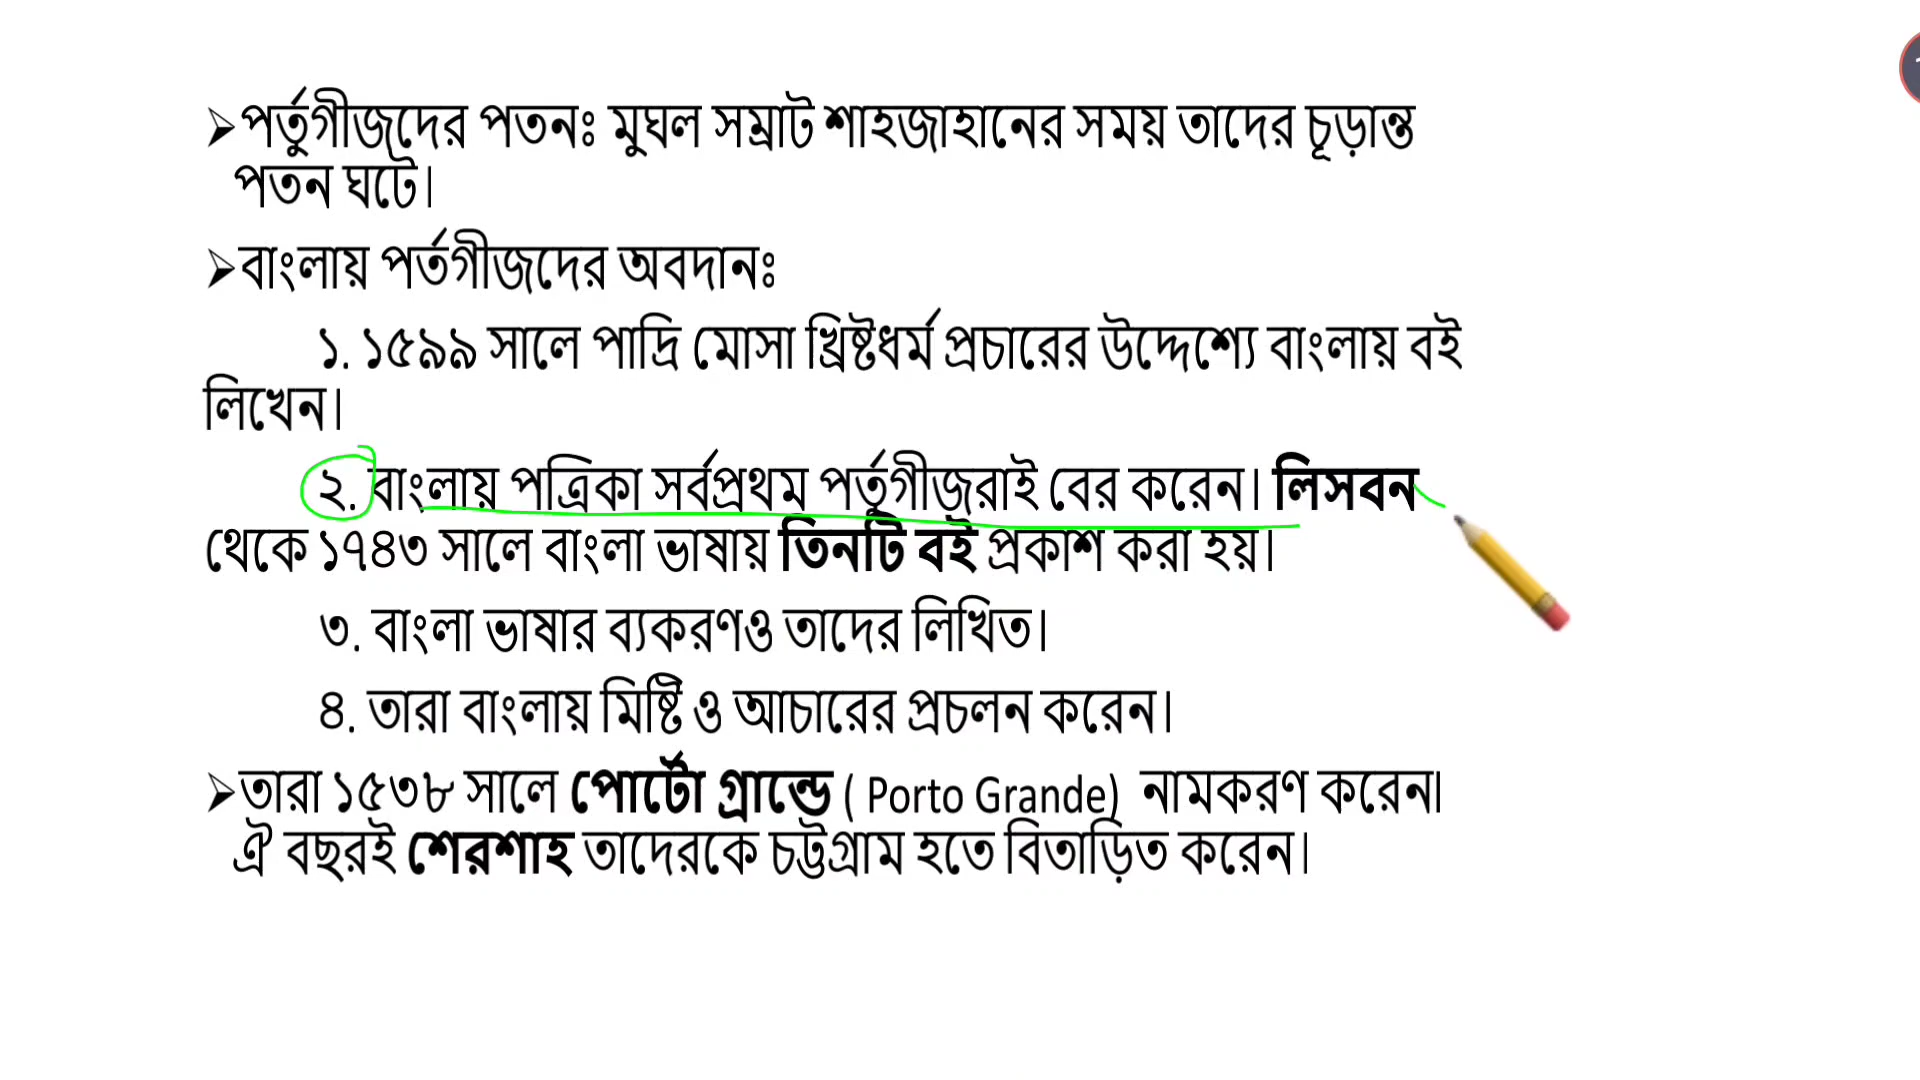 ➢পর্তুগীজদের পতনঃ মুঘল সম্রাট শাহজাহানের সময় তাদের চূড়ান্ত
পতন ঘটে।
➢বাংলায় পর্তগীজদের অবদানঃ
১. ১৫৯৯ সালে পাদ্রি মোসা খ্রিষ্টধর্ম প্রচারের উদ্দেশ্যে বাংলায় বই
লিখেন।
২. বাংলায় পত্রিকা সর্বপ্রথম পর্তুগীজরাই বের করেন। লিসবন
থেকে ১৭৪৩ সালে বাংলা ভাষায় তিনটি বই প্রকাশ করা হয়।
৩. বাংলা ভাষার ব্যকরণও তাদের লিখিত।
৪. তারা বাংলায় মিষ্টি ও আচারের প্রচলন করেন।
➢তারা ১৫৩৮ সালে পোর্টো গ্রান্ডে ( Porto Grande) নামকরণ করেন।
ঐ বছরই শেরশাহ তাদেরকে চট্টগ্রাম হতে বিতাড়িত করেন।